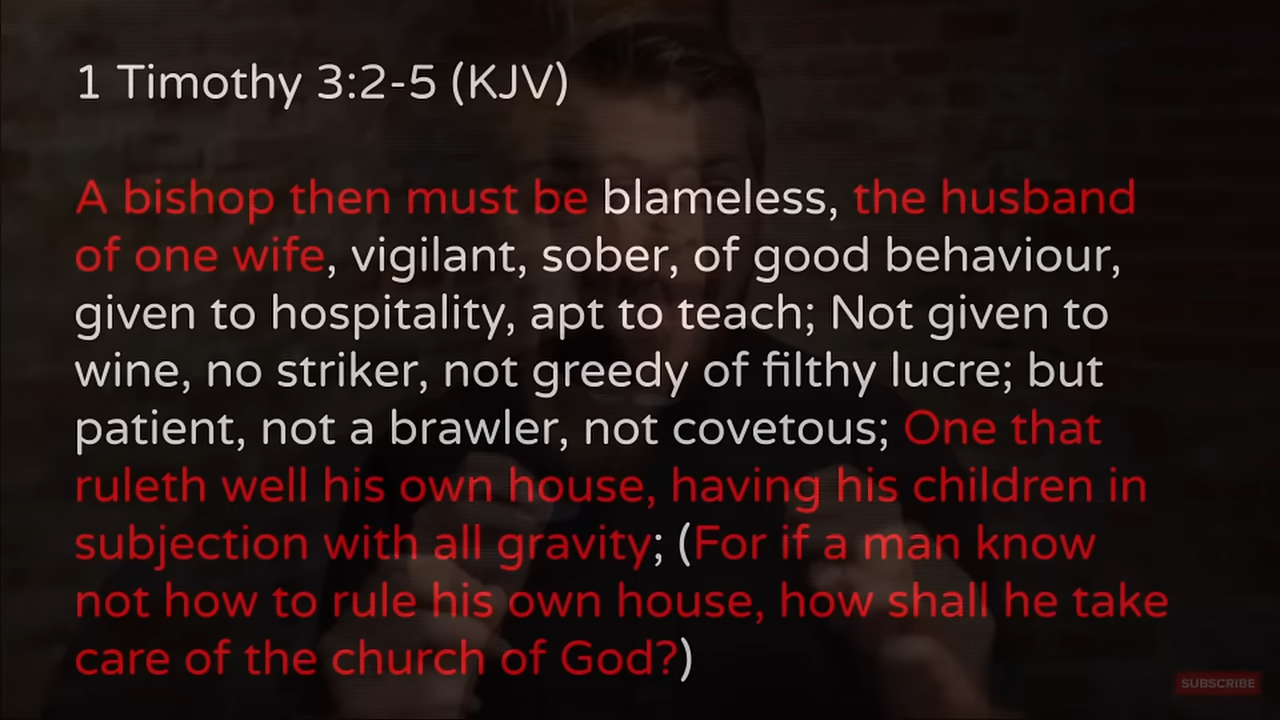 1 Timothy 3:2-5 (KJV)
A bishop then must be blameless, the husband
of one wife, vigilant, sober, of good behaviour,
given to hospitality, apt to teach; Not given to
wine, no striker, not greedy of filthy lucre; but
patient, not a brawler, not covetous; One that
ruleth well his own house, having his children in
subjection with all gravity; (For if a man know
not how to rule his own house, how shall he take
care of the church of God?)
SUBSCRIBE